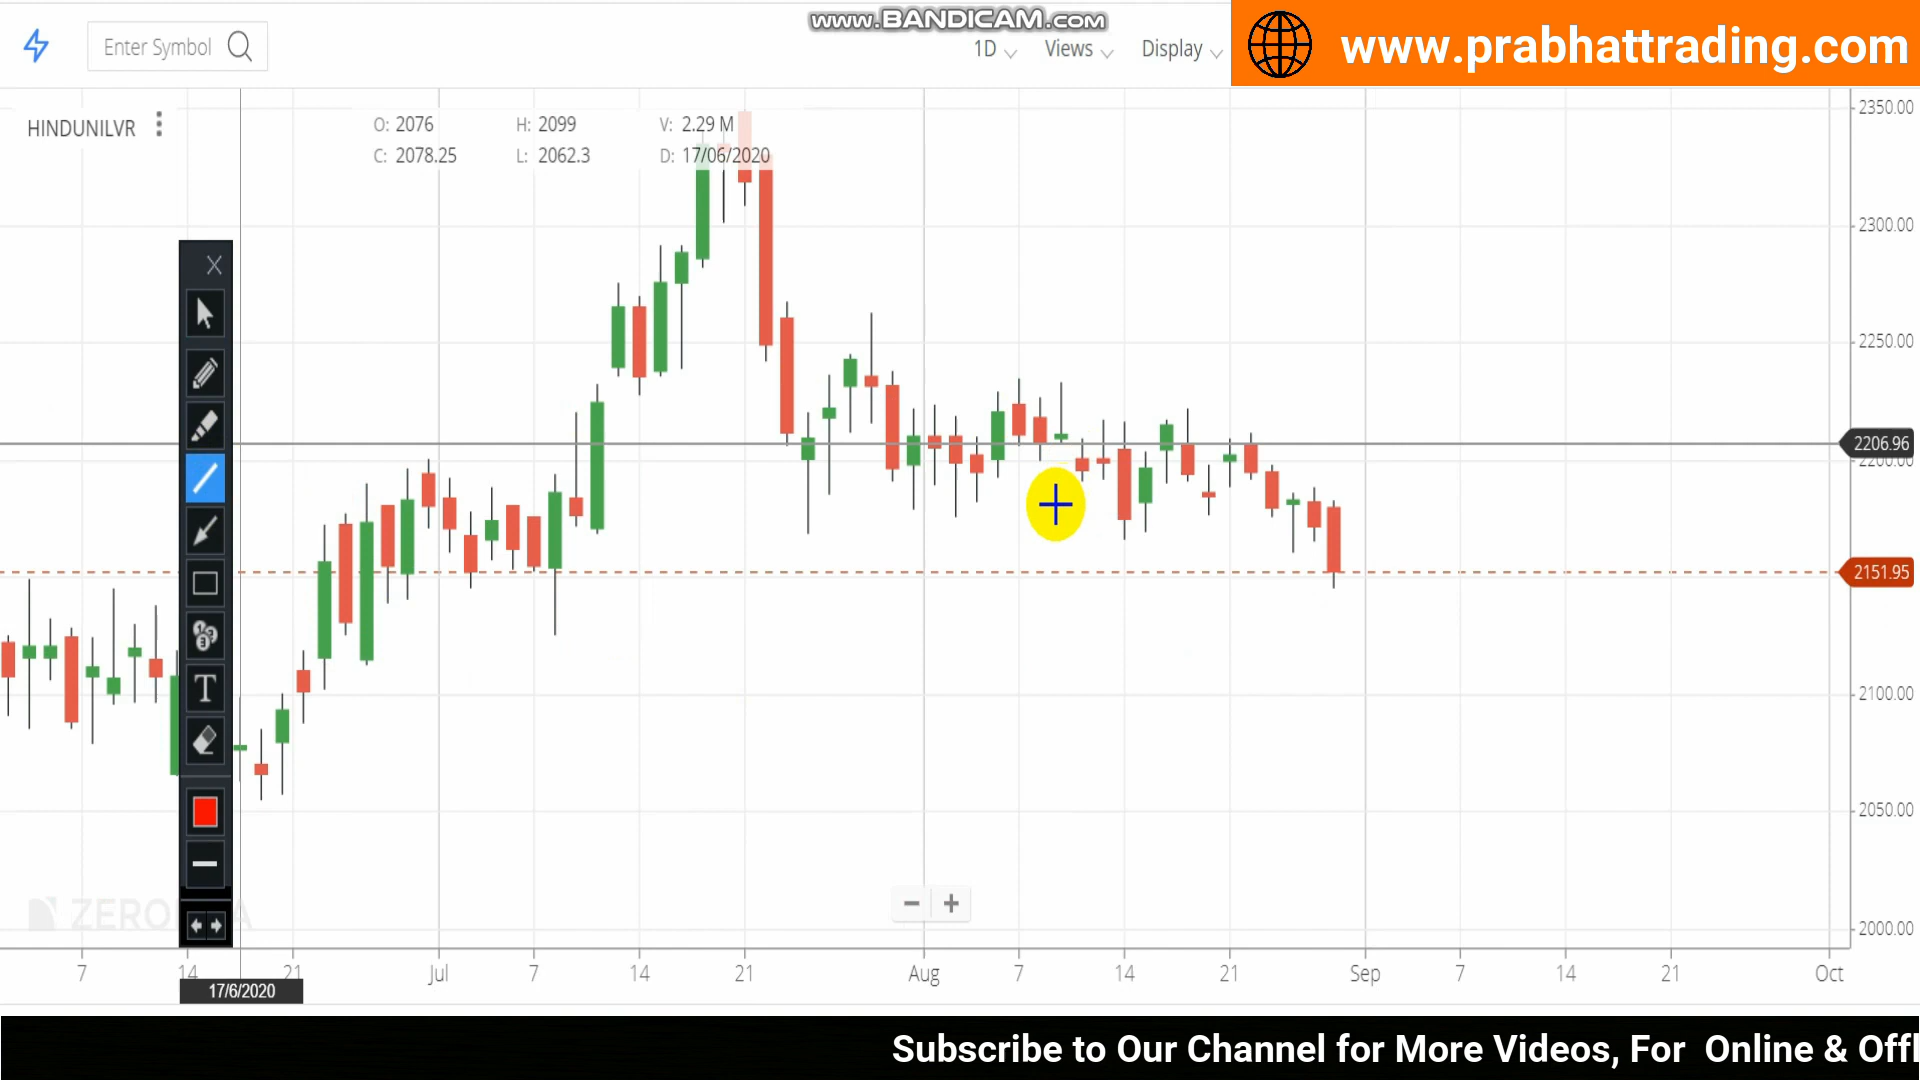 www.BANDICAM.com
www.prabhattrading.com
Enter Symbol
1D
Views
Display
HINDUNILVR
O: 2076 H: 2099 V: 2.29 M
C: 2078.25 L: 2062.3 D: 17/06/2020
2350.00
2300.00
2250.00
2206.96
2200.00
2151.95
2100.00
2050.00
2000.00
T
7 14 21 Jul 7 14 21 Aug 7 14 21 Sep 7 14 21 Oct
17/6/2020
Subscribe to Our Channel for More Videos, For Online & Offl